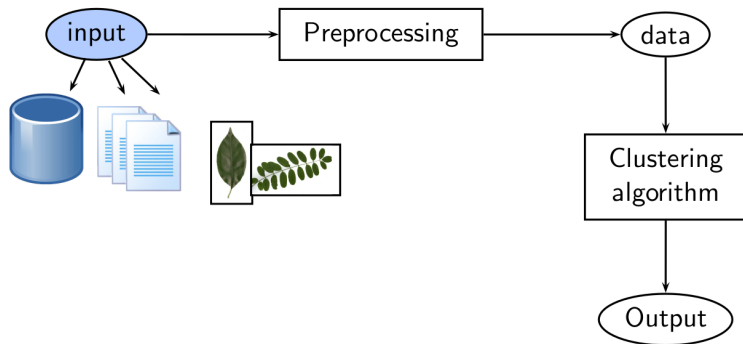 input
Preprocessing
data
Clustering
algorithm
Output